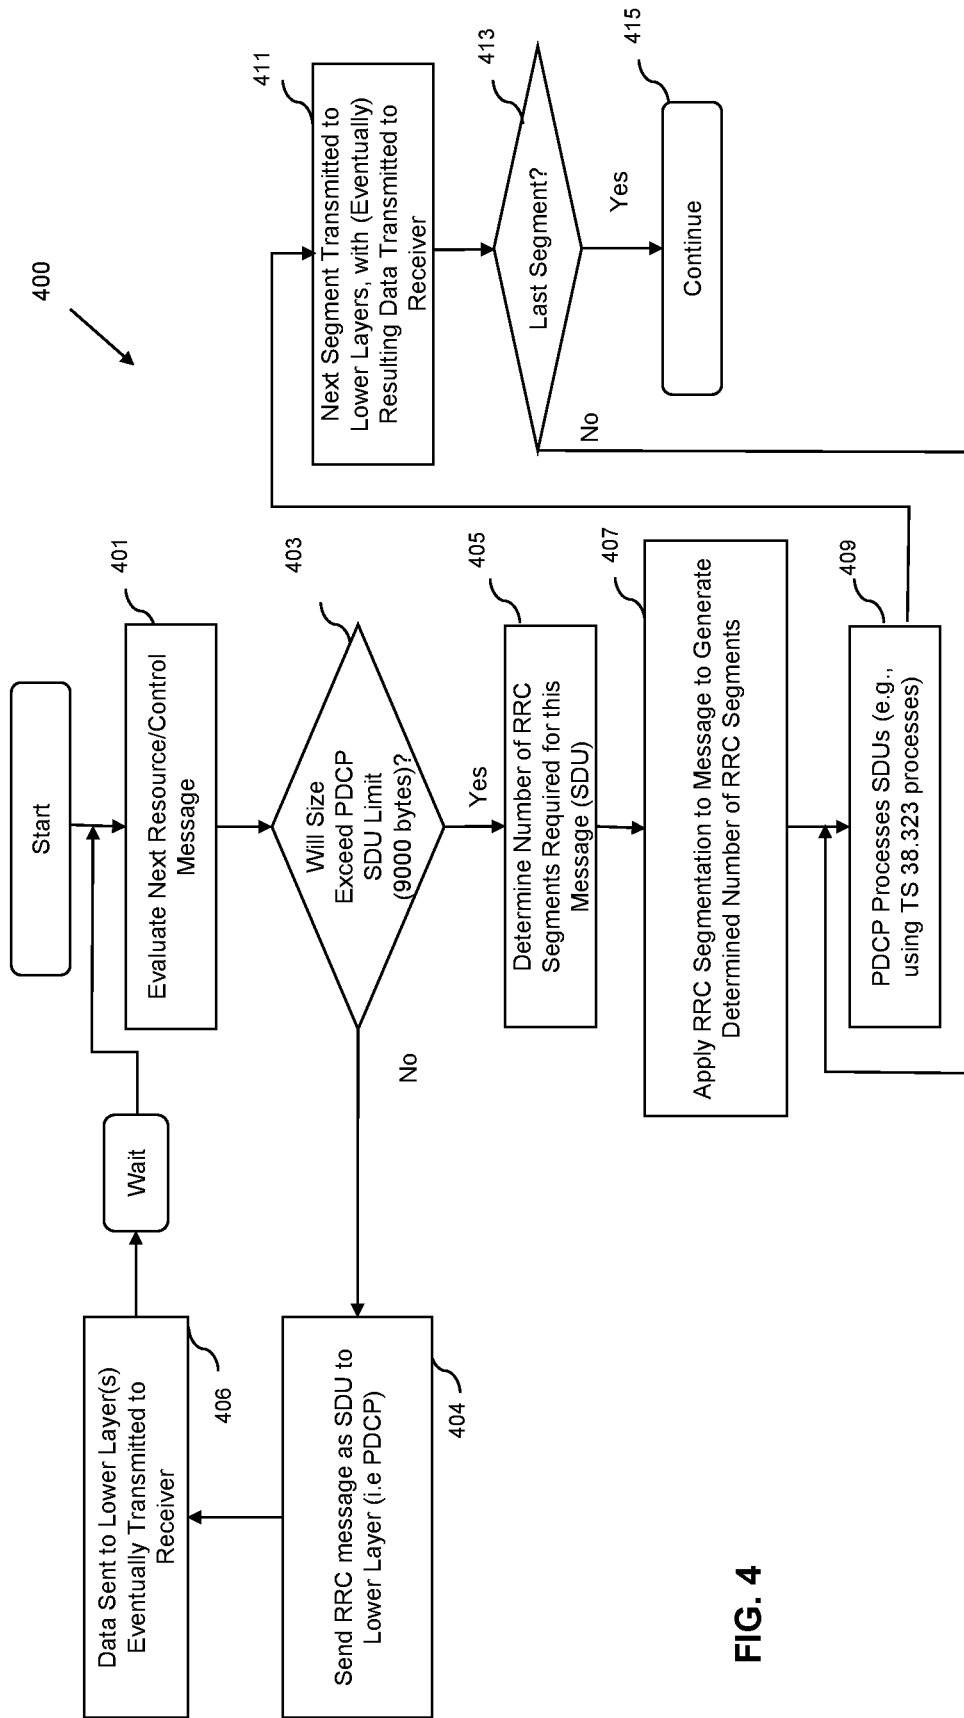 400
Start
Wait
401
Evaluate Next Resource/Control
Message
403
Will Size
Exceed PDCP
SDU Limit
(9000 bytes)?
No
Yes
404
Send RRC message as SDU to
Lower Layer (i.e PDCP)
406
Data Sent to Lower Layer(s)
Eventually Transmitted to
Receiver
405
Determine Number of RRC
Segments Required for this
Message (SDU)
407
Apply RRC Segmentation to Message to Generate
Determined Number of RRC Segments
409
PDCP Processes SDUs (e.g.,
using TS 38.323f processes)
411
Next Segment Transmitted to
Lower Layers, with (Eventually)
Resulting Data Transmitted to
Receiver
413
Last Segment?
No
Yes
415
Continue
FIG. 4